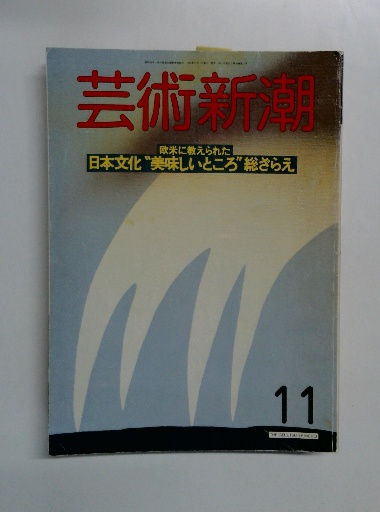 芸術新潮
欧米に教えられた
日本文化〝美味しいところ〟総ざらえ
11